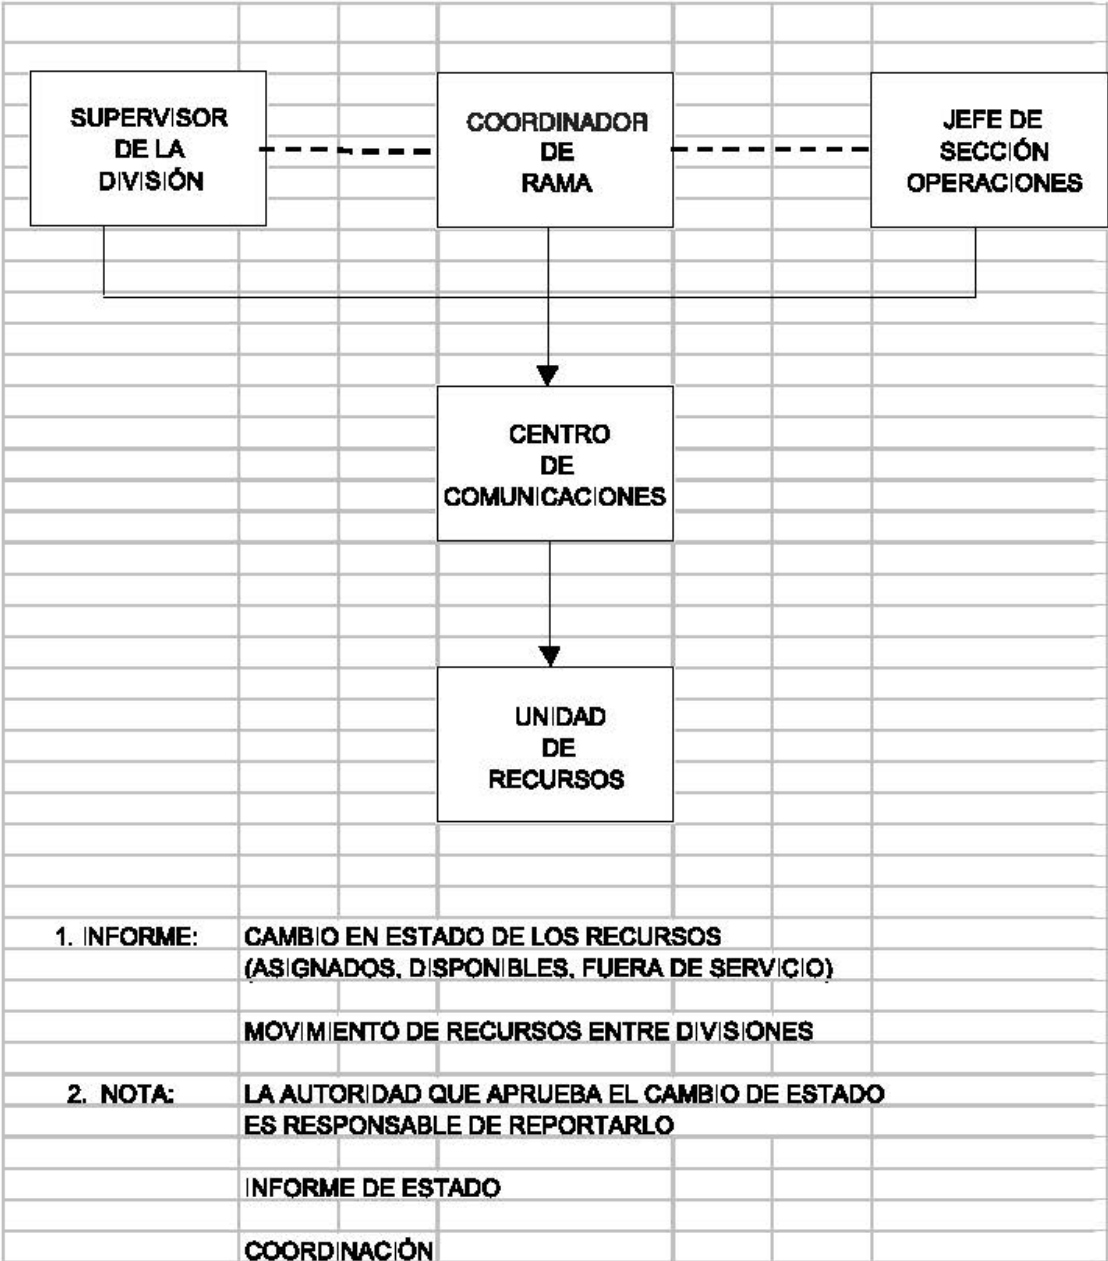 SUPERVISOR
DE LA
DIVISIÓN
COORDINADOR
DE
RAMA
JEFE DE
SECCIÓN
OPERACIONES
CENTRO
DE
COMUNICACIONES
UNIDAD
DE
RECURSOS
1. INFORME: CAMBIO EN ESTADO DE LOS RECURSOS
(ASIGNADOS, DISPONIBLES, FUERA DE SERVICIO)
MOVIMIENTO DE RECURSOS ENTRE DIVISIONES
2. NOTA: LA AUTORIDAD QUE APRUEBA EL CAMBIO DE ESTADO
ES RESPONSABLE DE REPORTARLO
INFORME DE ESTADO
COORDINACIÓN